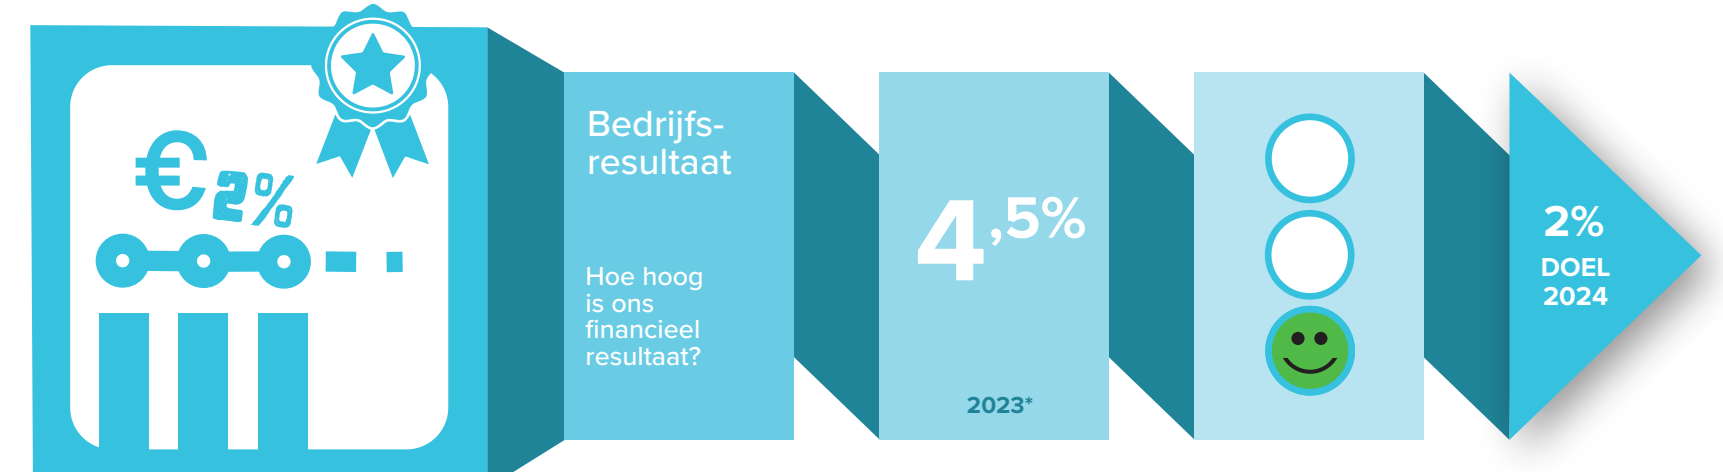 € 2%
Bedrijfs-
resultaat
Hoe hoog
is ons
financieel
resultaat?
4,5%
2023*
2%
DOEL
2024